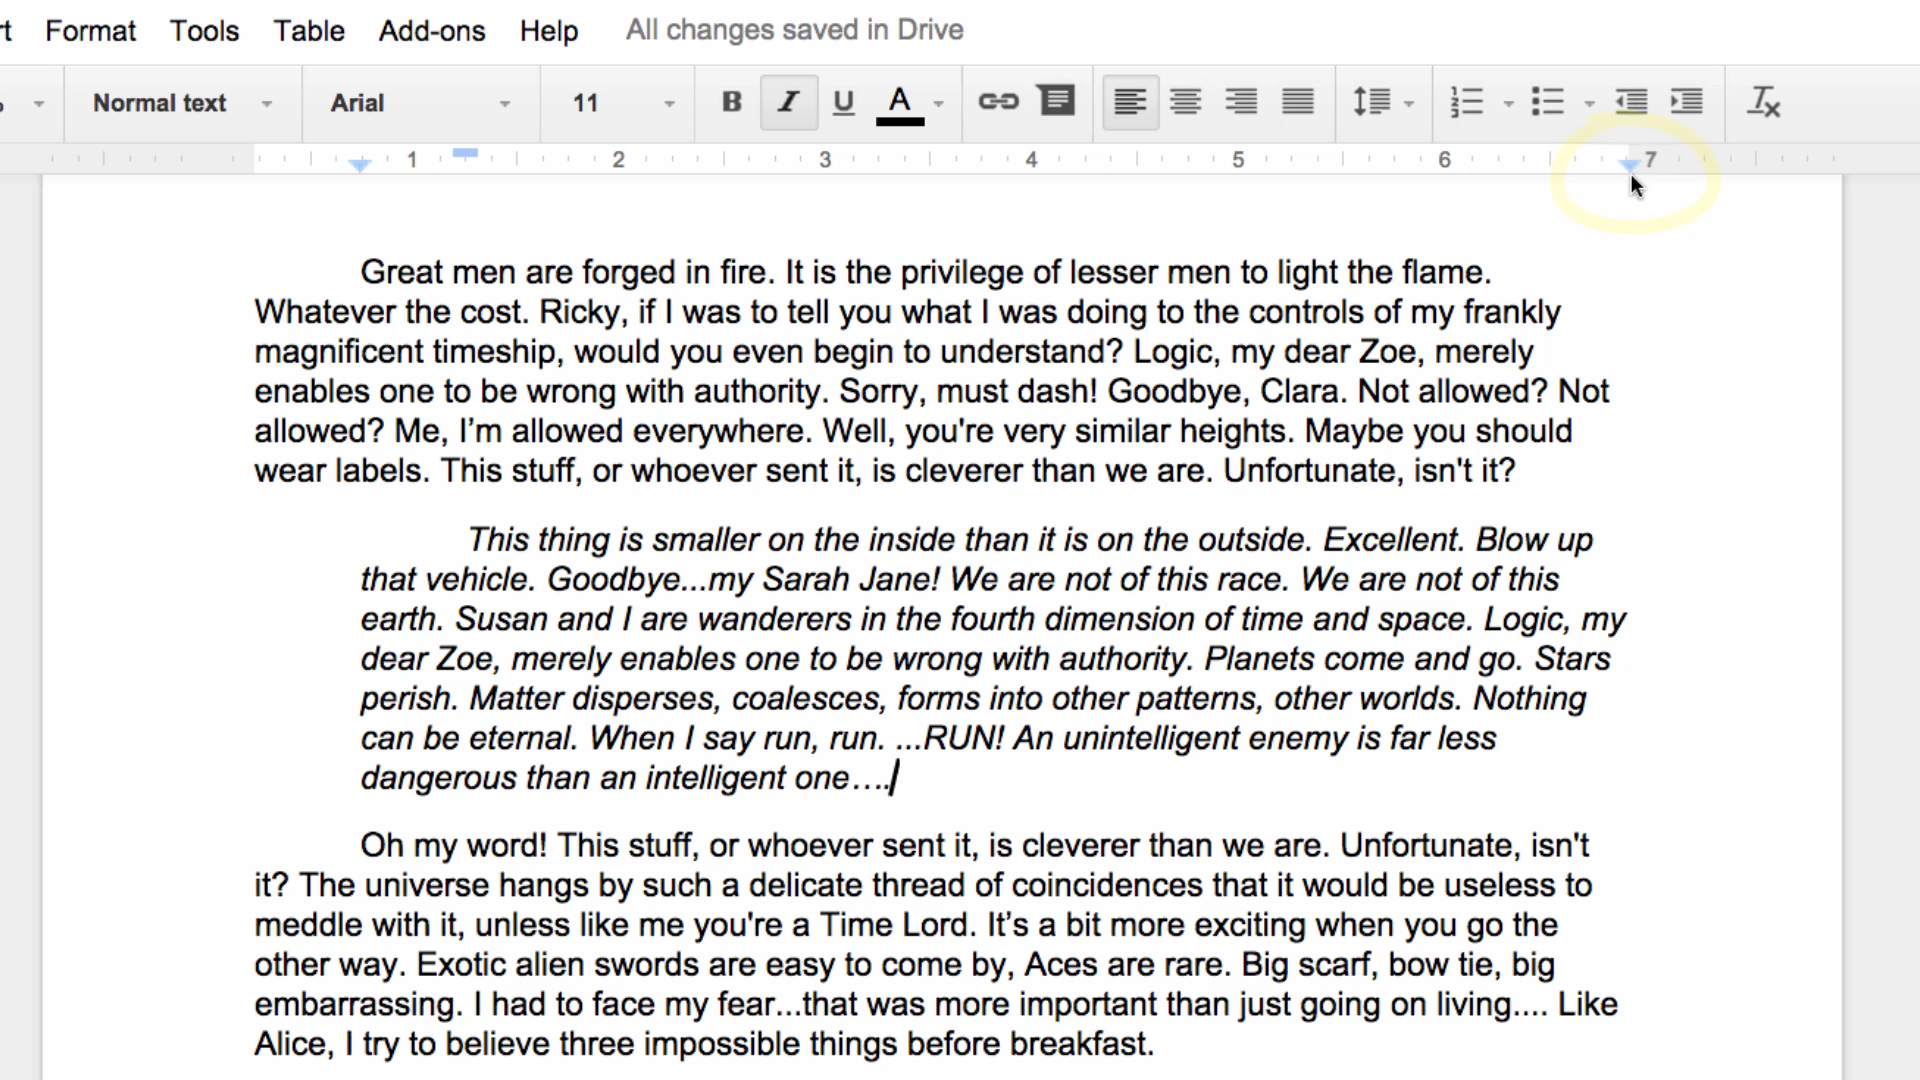 Format Tools Table Add-ons Help All changes saved in Drive
Normal text Arial 11 B I U A
1 2 3 4 5 6 7
Great men are forged in fire. It is the privilege of lesser men to light the flame.
Whatever the cost. Ricky, if I was to tell you what I was doing to the controls of my frankly
magnificent timeship, would you even begin to understand? Logic, my dear Zoe, merely
enables one to be wrong with authority. Sorry, must dash! Goodbye, Clara. Not allowed? Not
allowed? Me, I’m allowed everywhere. Well, you're very similar heights. Maybe you should
wear labels. This stuff, or whoever sent it, is cleverer than we are. Unfortunate, isn't it?
This thing is smaller on the inside than it is on the outside. Excellent. Blow up
that vehicle. Goodbye...my Sarah Jane! We are not of this race. We are not of this
earth. Susan and I are wanderers in the fourth dimension of time and space. Logic, my
dear Zoe, merely enables one to be wrong with authority. Planets come and go. Stars
perish. Matter disperses, coalesces, forms into other patterns, other worlds. Nothing
can be eternal. When I say run, run. ...RUN! An unintelligent enemy is far less
dangerous than an intelligent one….
Oh my word! This stuff, or whoever sent it, is cleverer than we are. Unfortunate, isn't
it? The universe hangs by such a delicate thread of coincidences that it would be useless to
meddle with it, unless like me you're a Time Lord. It’s a bit more exciting when you go the
other way. Exotic alien swords are easy to come by, Aces are rare. Big scarf, bow tie, big
embarrassing. I had to face my fear...that was more important than just going on living.... Like
Alice, I try to believe three impossible things before breakfast.